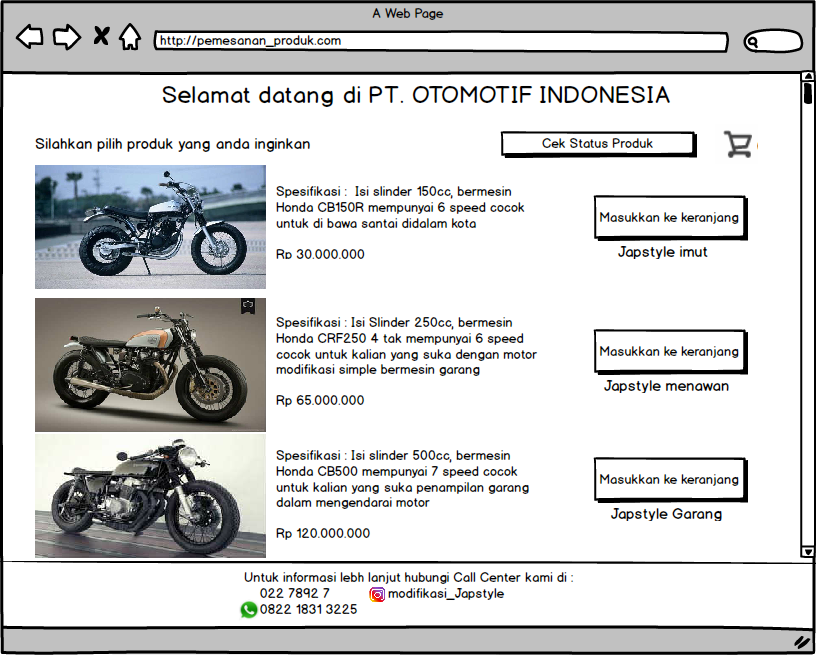 A Web Page
http://pemesanan_produk.com
Selamat datang di PT. OTOMOTIF INDONESIA
Silahkan pilih produk yang anda inginkan
Cek Status Produk
Spesifikasi : Isi slinder 150cc, bermesin
Honda CB150R mempunyai 6 speed cocok
untuk di bawa santai didalam kota
Rp 30.000.000
Masukkan ke keranjang
Japstyle imut
Spesifikasi : Isi Slinder 250cc, bermesin
Honda CRF250 4 tak mempunyai 6 speed
cocok untuk kalian yang suka dengan motor
modifikasi simple bermesin garang
Rp 65.000.000
Masukkan ke keranjang
Japstyle menawan
Spesifikasi : Isi slinder 500cc, bermesin
Honda CB500 mempunyai 7 speed cocok
untuk kalian yang suka penampilan garang
dalam mengendarai motor
Rp 120.000.000
Masukkan ke keranjang
Japstyle Garang
Untuk informasi lebh lanjut hubungi Call Center kami di :
022 7892 7
modifikasi_Japstyle
0822 1831 3225